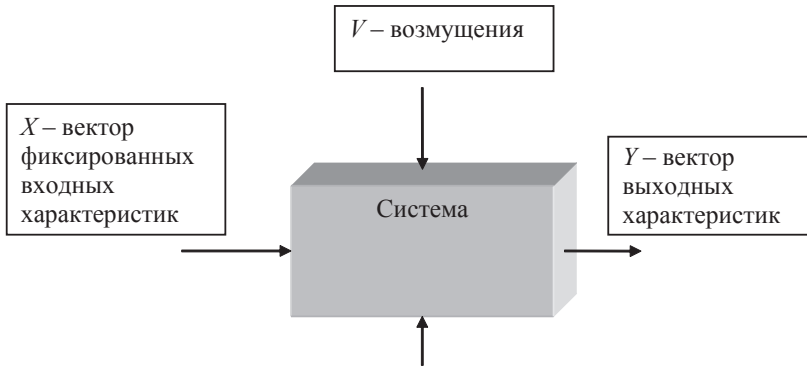 V – возмущения
X – вектор
фиксированных
входных
характеристик
Y – вектор
выходных
характеристик
Система